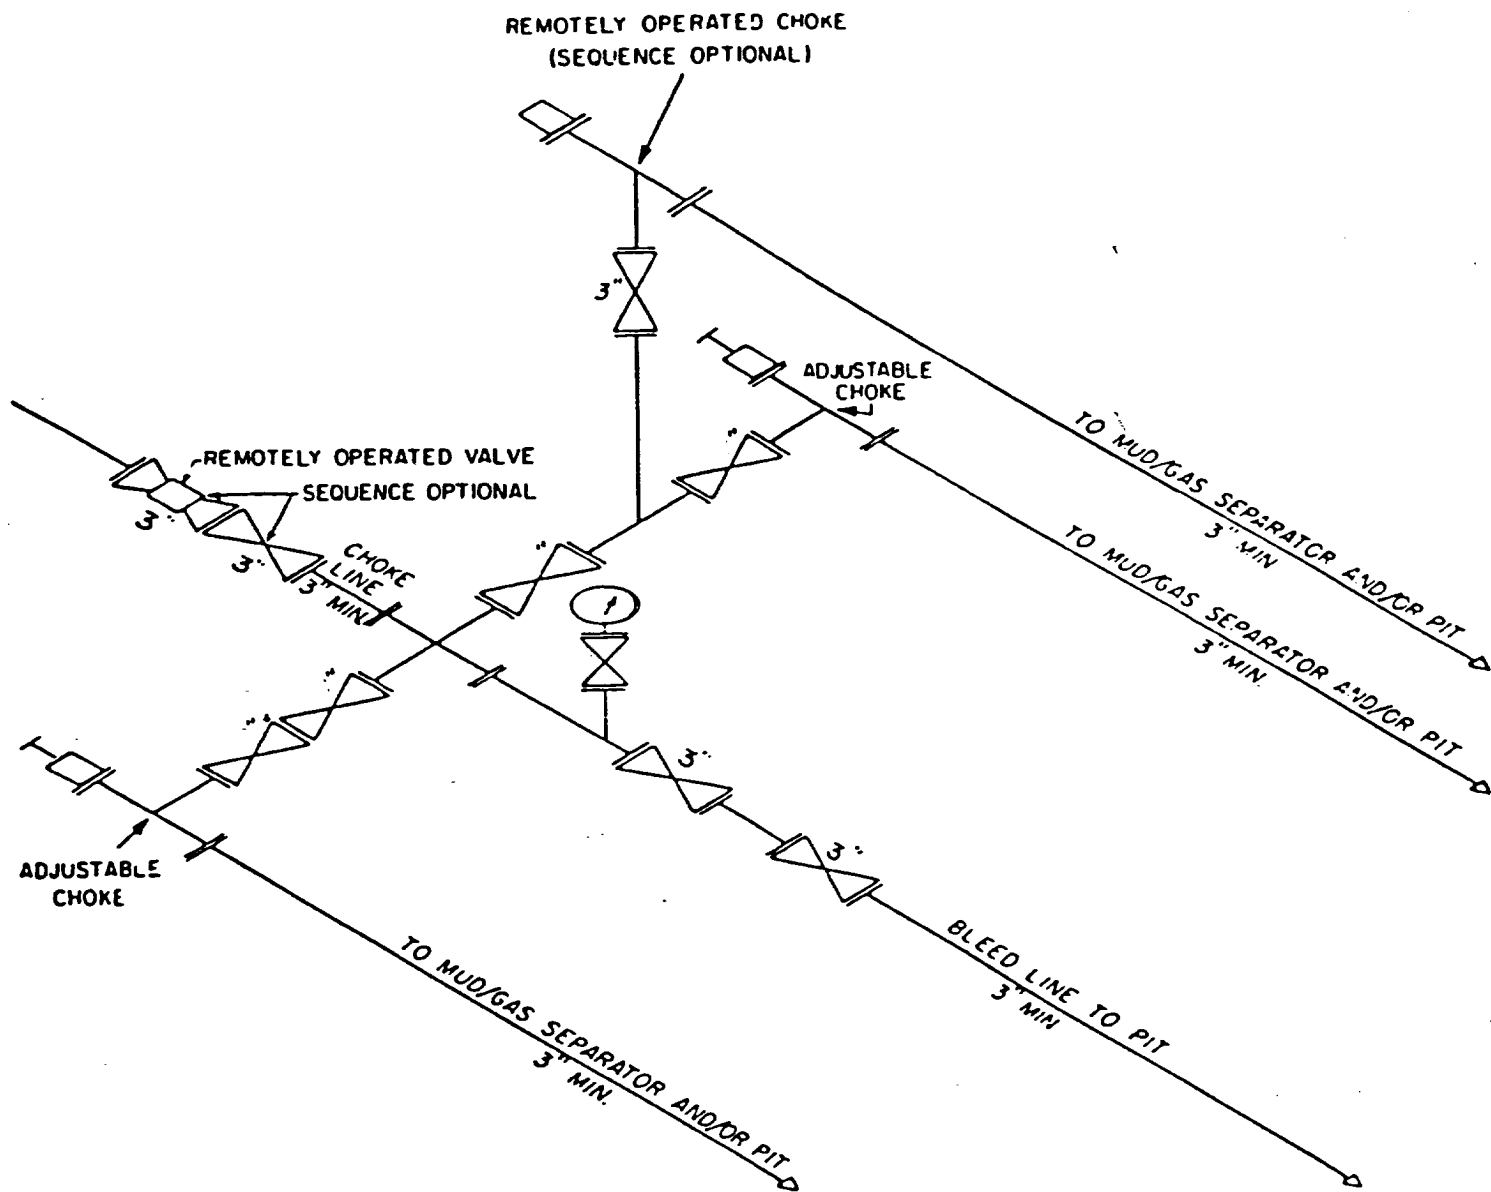 REMOTELY OPERATED CHOKE
(SEQUENCE OPTIONAL)
3"
ADJUSTABLE
CHOKE
REMOTELY OPERATED VALVE
SEQUENCE OPTIONAL
3"
3"
CHOKE
LINE
3" MIN.
"
"
"
"
3"
3"
ADJUSTABLE
CHOKE
TO MUD/GAS SEPARATOR AND/OR PIT
3" MIN
TO MUD/GAS SEPARATOR AND/OR PIT
3" MIN.
BLEED LINE TO PIT
3" MIN
TO MUD/GAS SEPARATOR AND/OR PIT
3" MIN.